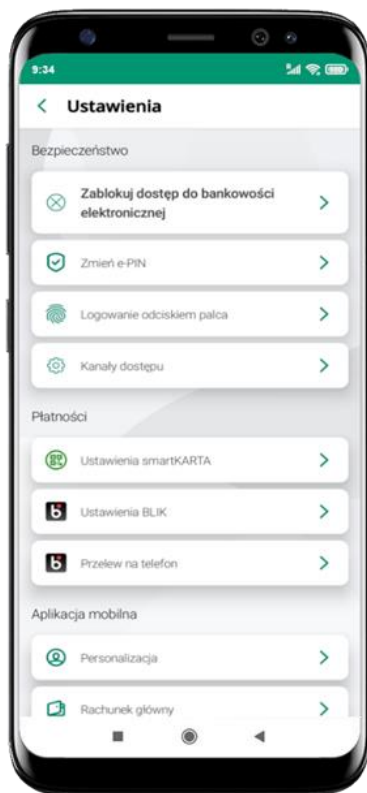 9:34
Ustawienia
Bezpieczeństwo
Zablokuj dostęp do bankowości
elektronicznej
Zmień e-PIN
Logowanie odciskiem palca
Kanały dostępu
Płatności
Ustawienia smartKARTA
Ustawienia BLIK
Przelew na telefon
Aplikacja mobilna
Personalizacja
Rachunek główny